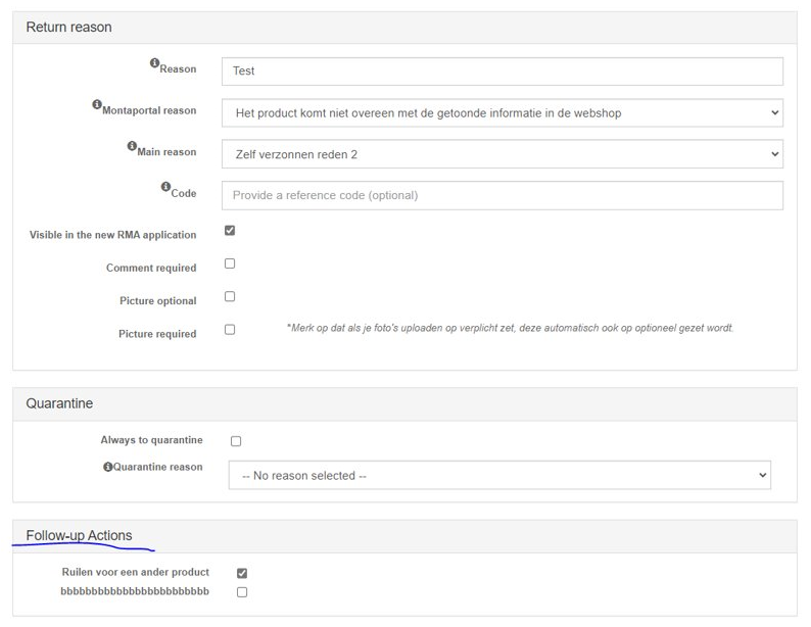 Return reason
Reason
Test
Montaportal reason
Het product komt niet overeen met de getoonde informatie in de webshop
Main reason
Zelf verzonnen reden 2
Code
Provide a reference code (optional)
Visible in the new RMA application
Comment required
Picture optional
Picture required
*Merk op dat als je foto's uploaden op verplicht zet, deze automatisch ook op optioneel gezet wordt.
Quarantine
Always to quarantine
Quarantine reason
-- No reason selected --
Follow-up Actions
Ruilen voor een ander product
bbbbbbbbbbbbbbbbbbbbbbbb